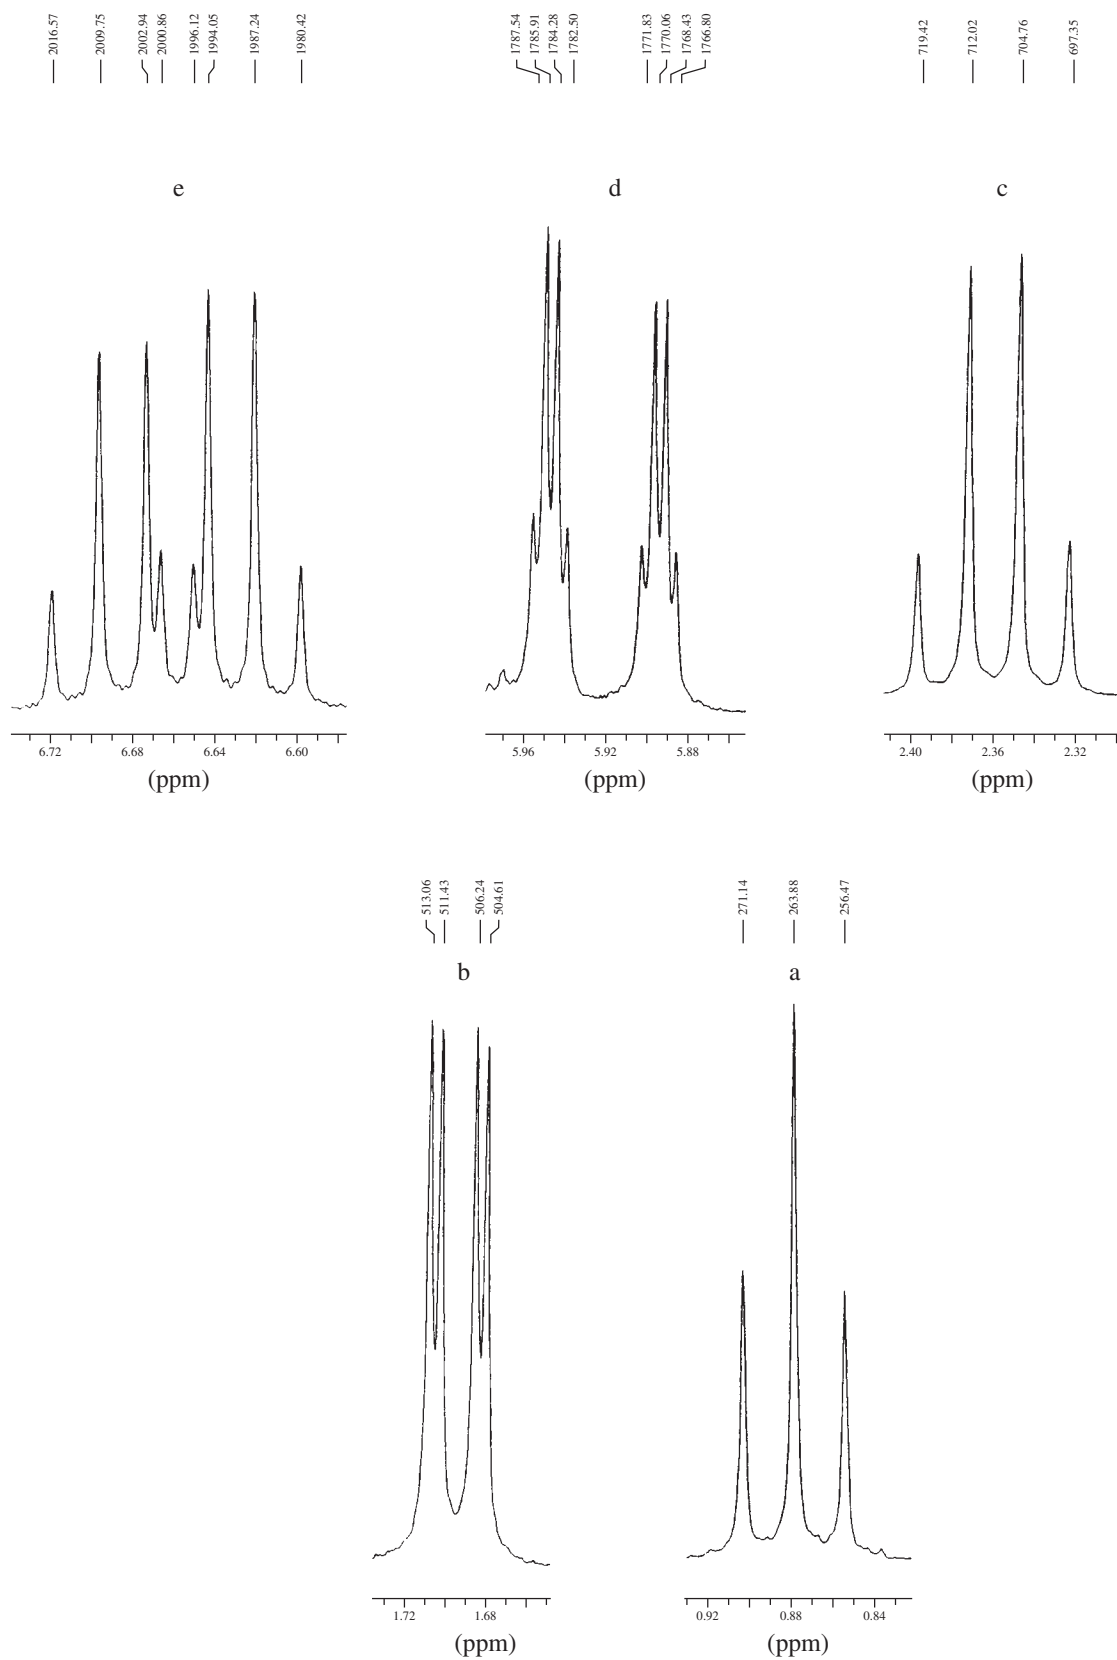 2016.57
2009.75
2002.94
2000.86
1996.12
1994.05
1987.24
1980.42
1787.54
1785.91
1784.28
1782.50
1771.83
1770.06
1768.43
1766.80
719.42
712.02
704.76
697.35
e
d
c
6.72 6.68 6.64 6.60
5.96 5.92 5.88
2.40 2.36 2.32
(ppm)
(ppm)
(ppm)
513.06
511.43
506.24
504.61
271.14
263.88
256.47
b
a
1.72 1.68
0.92 0.88 0.84
(ppm)
(ppm)